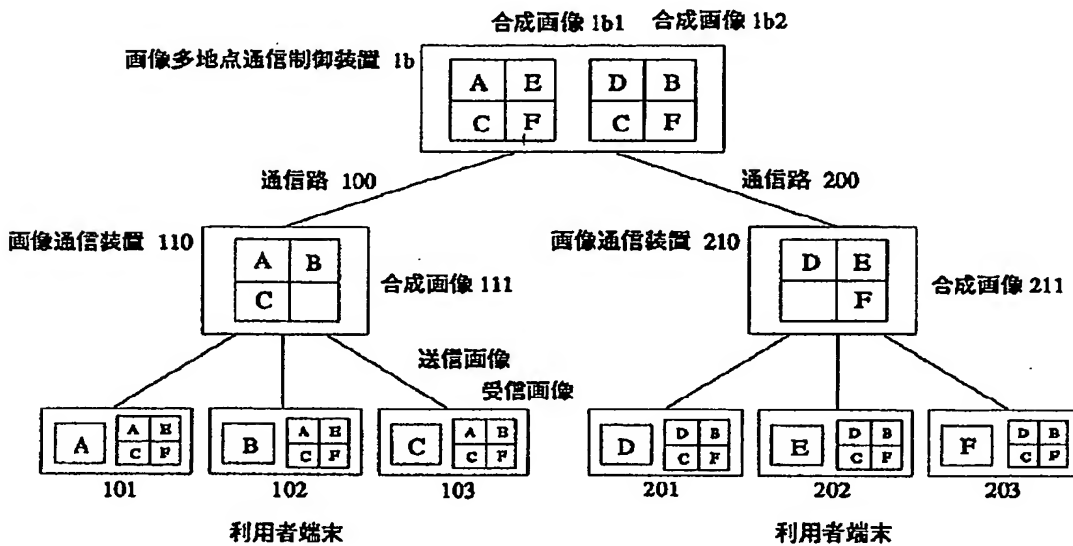 合成画像 1b1 合成画像 1b2
画像多地点通信制御装置 1b
A E D B
C F C F
通信路 100 通信路 200
画像通信装置 110 画像通信装置 210
A B D E
C F
合成画像 111 合成画像 211
送信画像
受信画像
A A E B A E C A B D D B E D B F D B
C F C F C F C F C F C F
101 102 103 201 202 203
利用者端末 利用者端末